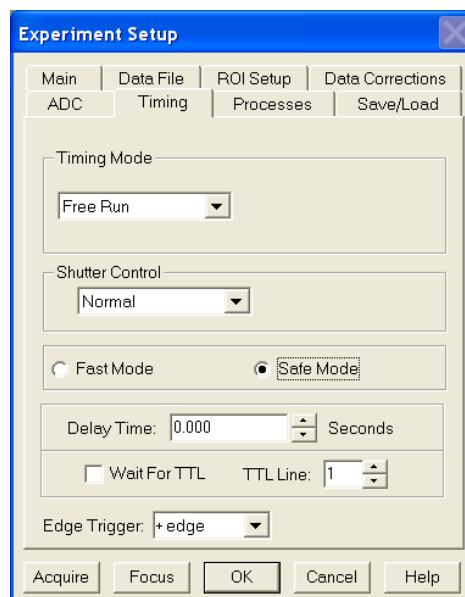 Experiment Setup
Main Data File ROI Setup Data Corrections
ADC Timing Processes Save/Load
Timing Mode
Free Run
Shutter Control
Normal
Fast Mode Safe Mode
Delay Time: 0.000 Seconds
Wait For TTL TTL Line: 1
Edge Trigger: + edge
Acquire Focus OK Cancel Help